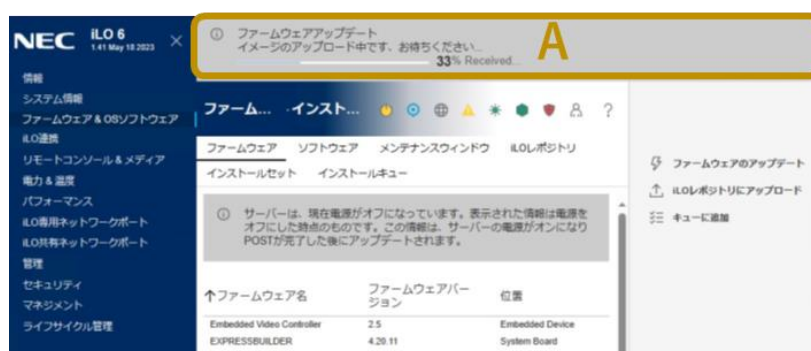 NEC iLO 6
1.41 May 18 2023
情報
システム情報
ファームウェア & OSソフトウェア
iLO連携
リモートコンソール & メディア
電力 & 温度
パフォーマンス
iLO専用ネットワークポート
iLO共有ネットワークポート
管理
セキュリティ
マネジメント
ライフサイクル管理
ファームウェアアップデート
イメージのアップロード中です、お待ちください...
33% Received...
A
ファーム... ·インスト...
?
ファームウェア ソフトウェア メンテナンスウィンドウ iLOレポジトリ
インストールセット インストールキュー
サーバーは、現在電源がオフになっています。表示された情報は電源を
オフにした時点のものです。この情報は、サーバーの電源がオンになり
POSTが完了した後にアップデートされます。
↑ファームウェア名 ファームウェアバー
ジョン 位置
Embedded Video Controller 2.5 Embedded Device
EXPRESSBUILDER 4.20.11 System Board
ファームウェアのアップデート
iLOレポジトリにアップロード
キューに追加